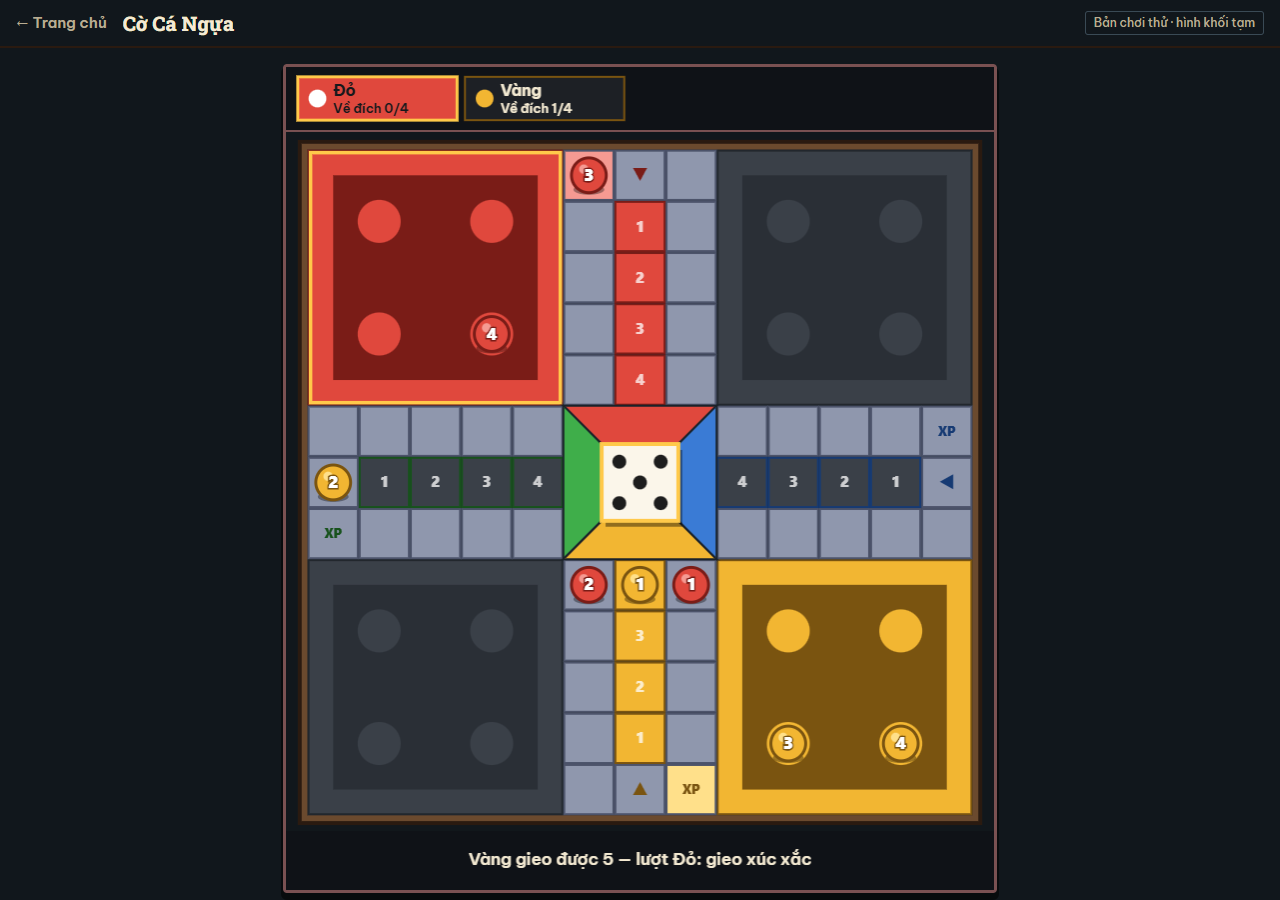 ← Trang chủ Cờ Cá Ngựa Bản chơi thử · hình khối tạm
Đỏ
Về đích 0/4
Vàng
Về đích 1/4
3
1
2
3
4
4
XP
2 1 2 3 4 4 3 2 1
XP
2 1 1
3
2
1
3 4
XP
Vàng gieo được 5 – lượt Đỏ: gieo xúc xắc